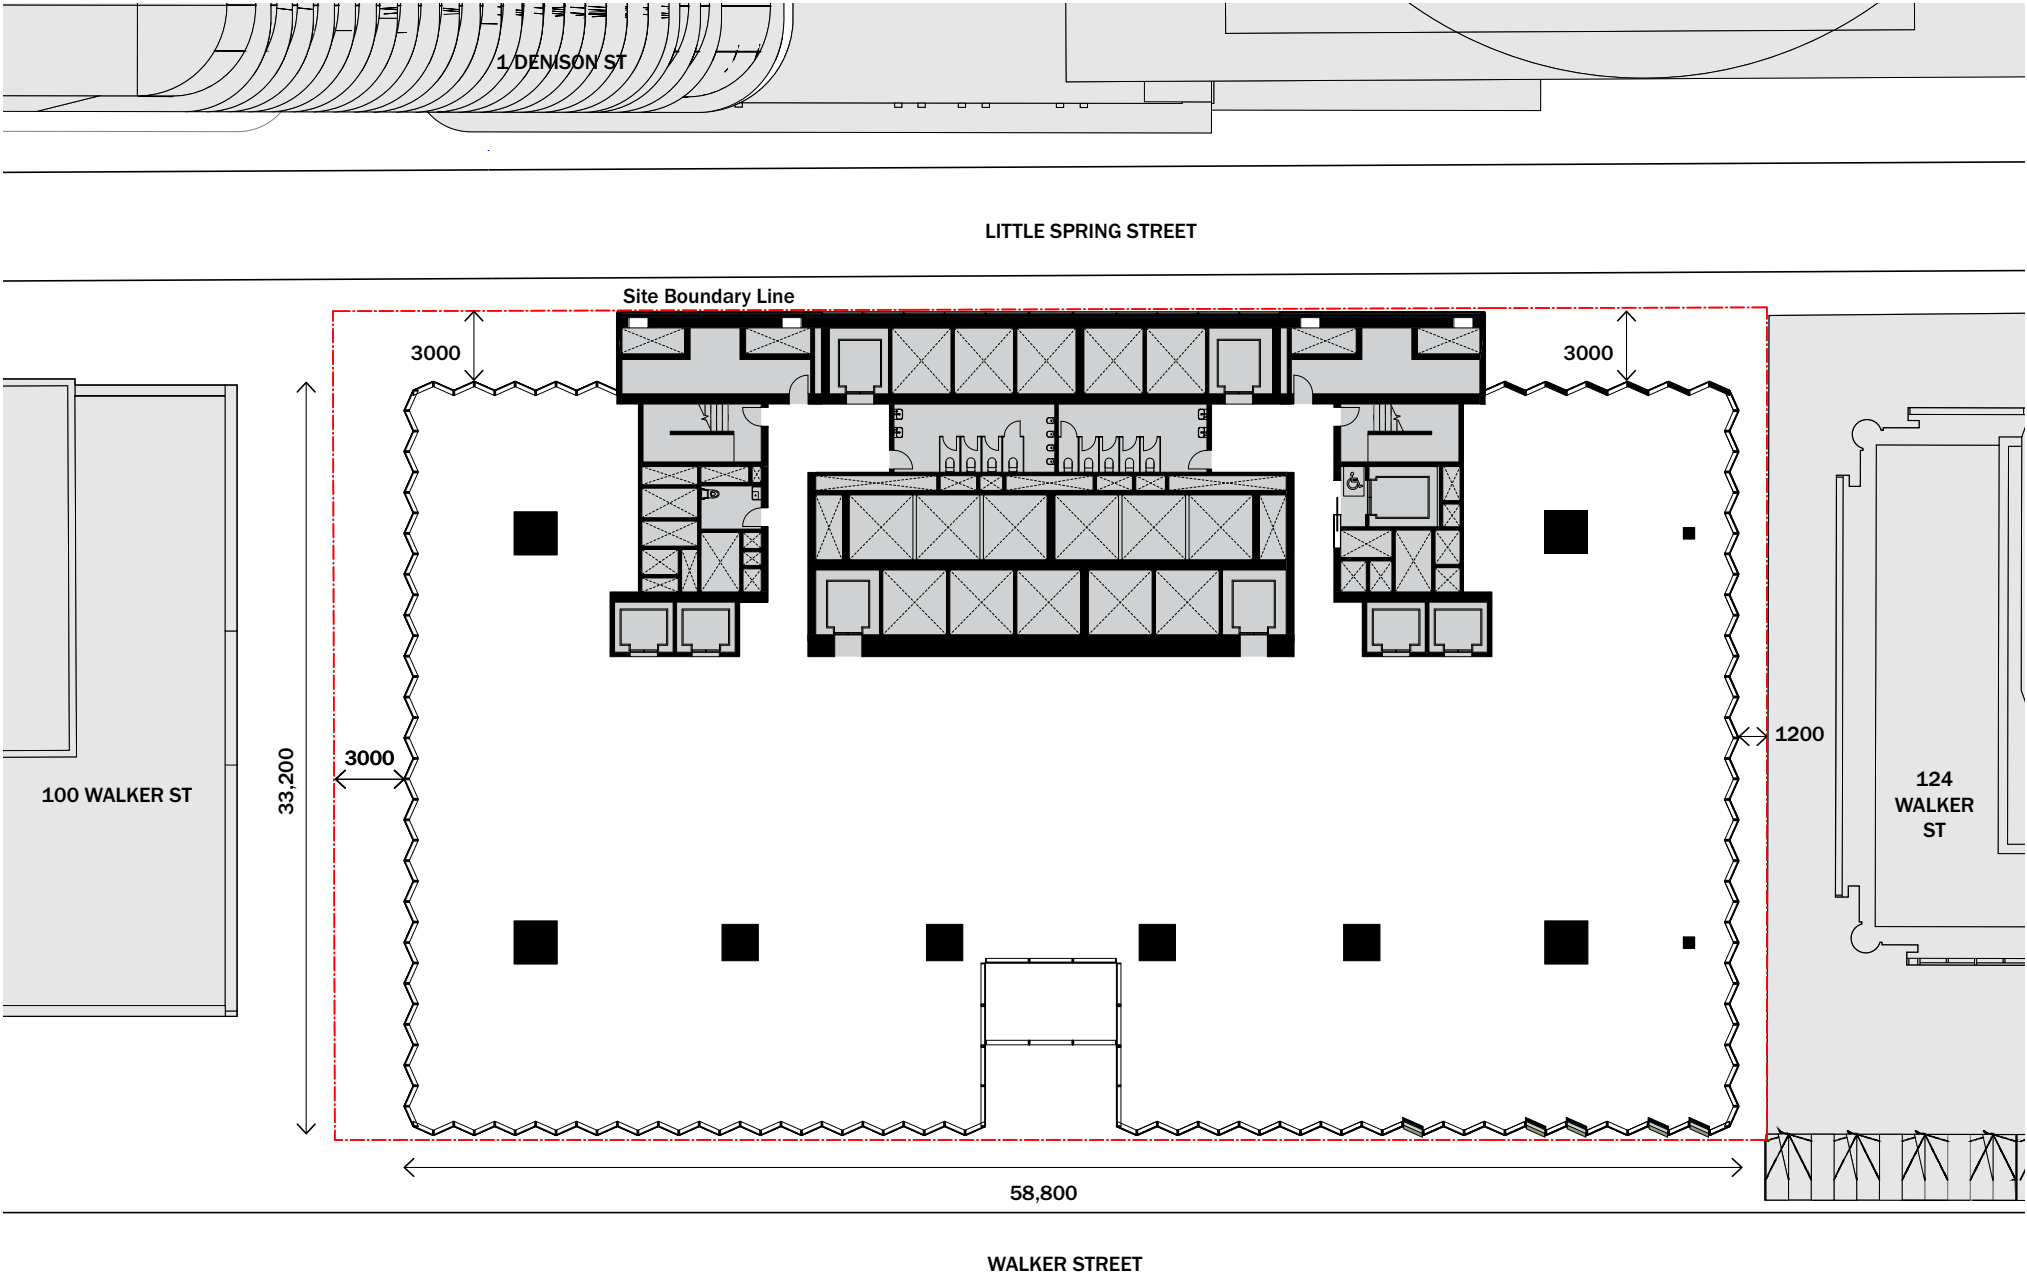 1 DENISON ST
LITTLE SPRING STREET
Site Boundary Line
3000
3000
33,200
3000
1200
100 WALKER ST
124
WALKER
ST
58,800
WALKER STREET